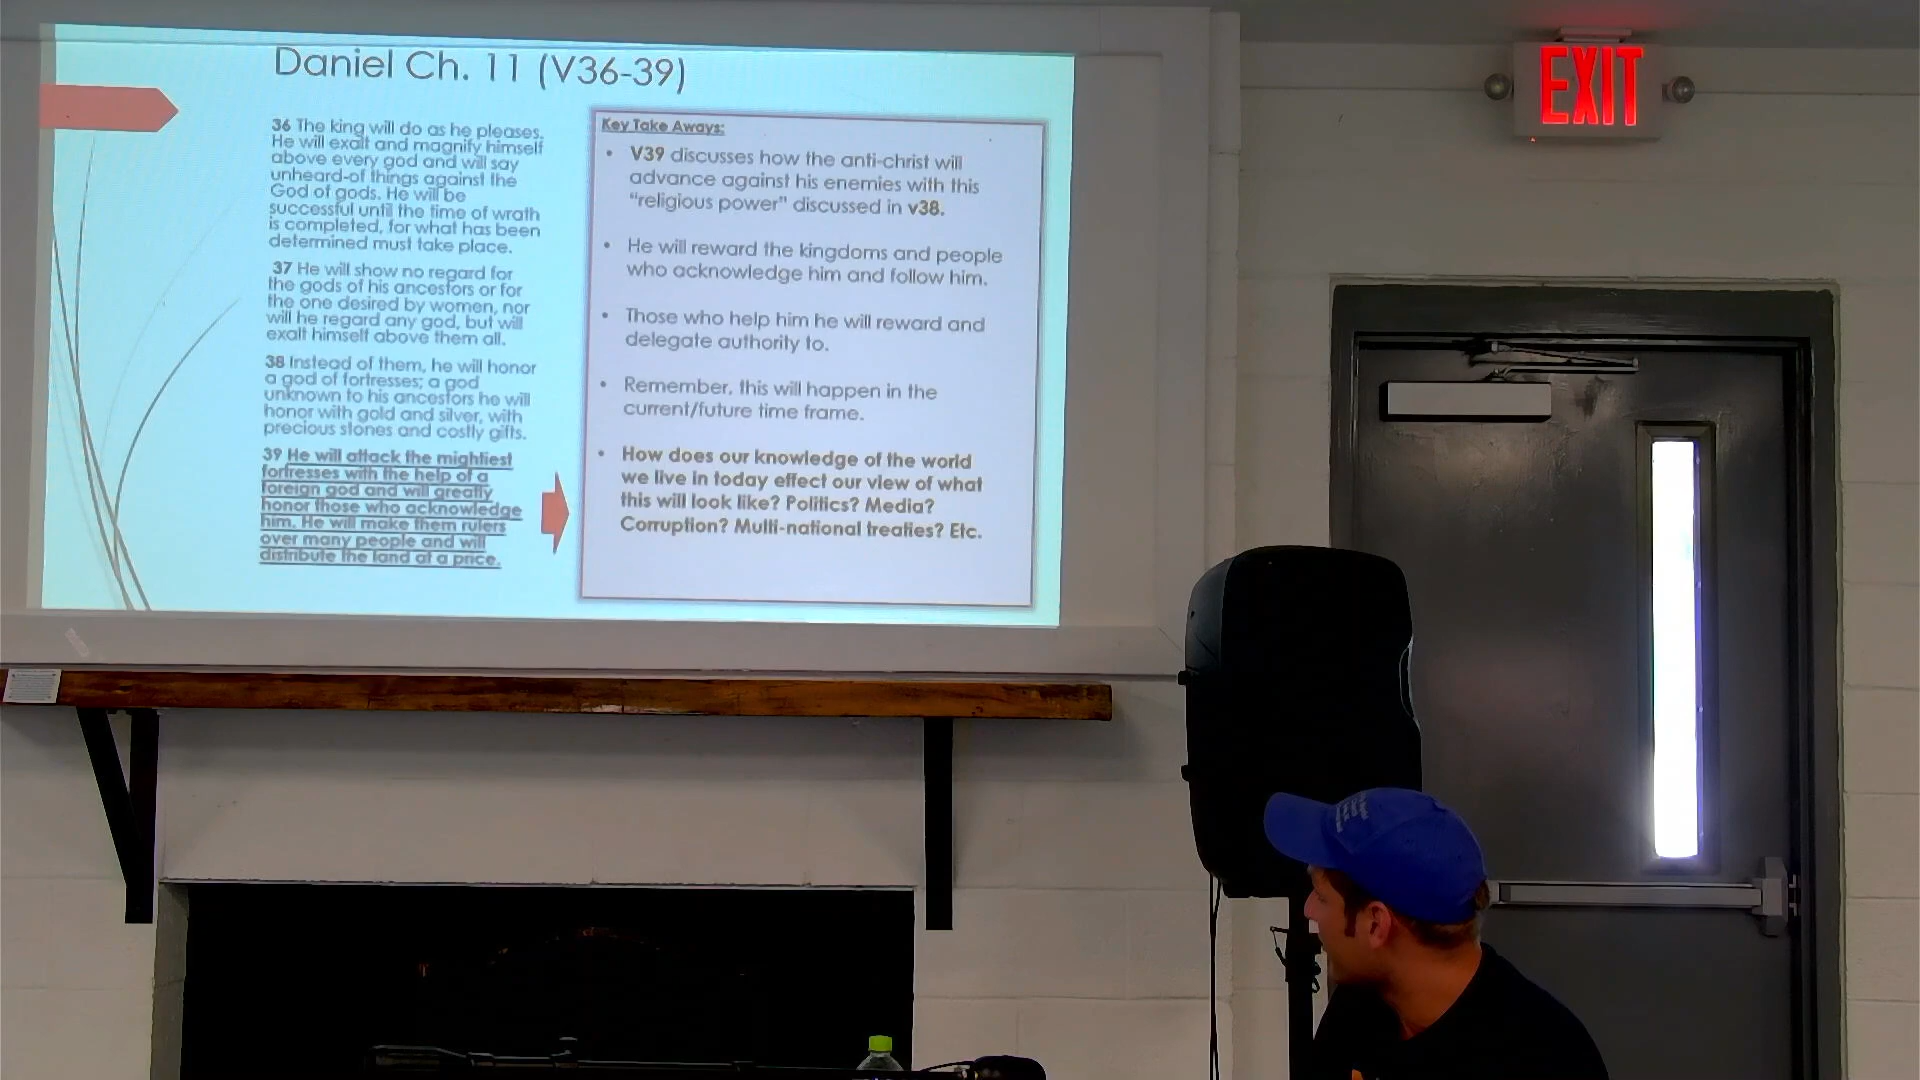 Daniel Ch. 11 (V36-39)
36 The king will do as he pleases.
He will exalt and magnify himself
above every god and will say
unheard-of things against the
God of gods. He will be
successful until the time of wrath
is completed, for what has been
determined must take place.
37 He will show no regard for
the gods of his ancestors or for
the one desired by women, nor
will he regard any god, but will
exalt himself above them all.
38 Instead of them, he will honor
a god of fortresses; a god
unknown to his ancestors he will
honor with gold and silver, with
precious stones and costly gifts.
39 He will attack the mightiest
fortresses with the help of a
foreign god and will greatly
honor those who acknowledge
him. He will make them rulers
over many people and will
distribute the land at a price.
Key Take Aways:
• V39 discusses how the anti-christ will
advance against his enemies with this
"religious power" discussed in v38.
• He will reward the kingdoms and people
who acknowledge him and follow him.
• Those who help him he will reward and
delegate authority to.
• Remember, this will happen in the
current/future time frame.
• How does our knowledge of the world
we live in today effect our view of what
this will look like? Politics? Media?
Corruption? Multi-national treaties? Etc.
EXIT